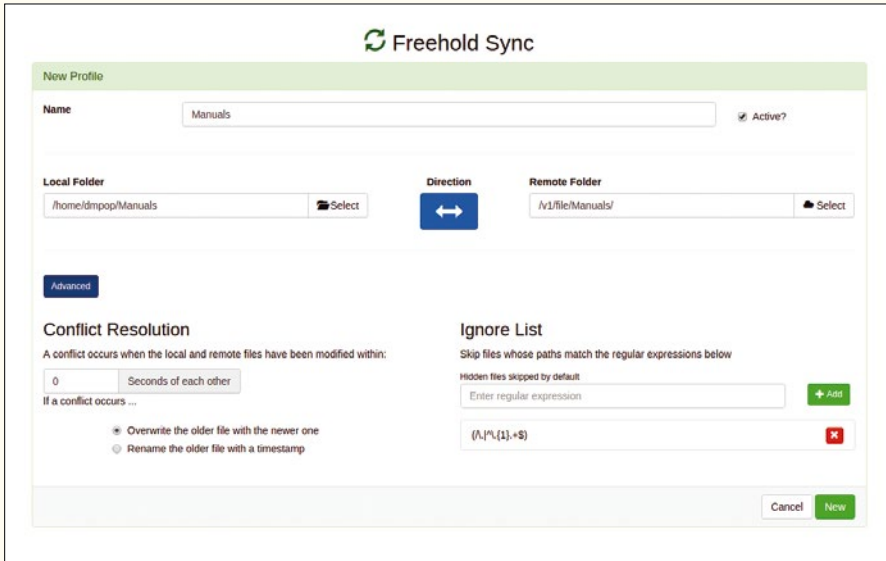 Freehold Sync
New Profile
Name
Manuals
Active?
Local Folder
Direction
Remote Folder
/home/dmpop/Manuals
Select
/v1/file/Manuals/
Select
Advanced
Conflict Resolution
A conflict occurs when the local and remote files have been modified within:
0
Seconds of each other
If a conflict occurs ...
Overwrite the older file with the newer one
Rename the older file with a timestamp
Ignore List
Skip files whose paths match the regular expressions below
Hidden files skipped by default
Enter regular expression
Add
(/\.|^\.{1}.+$)
Cancel
New